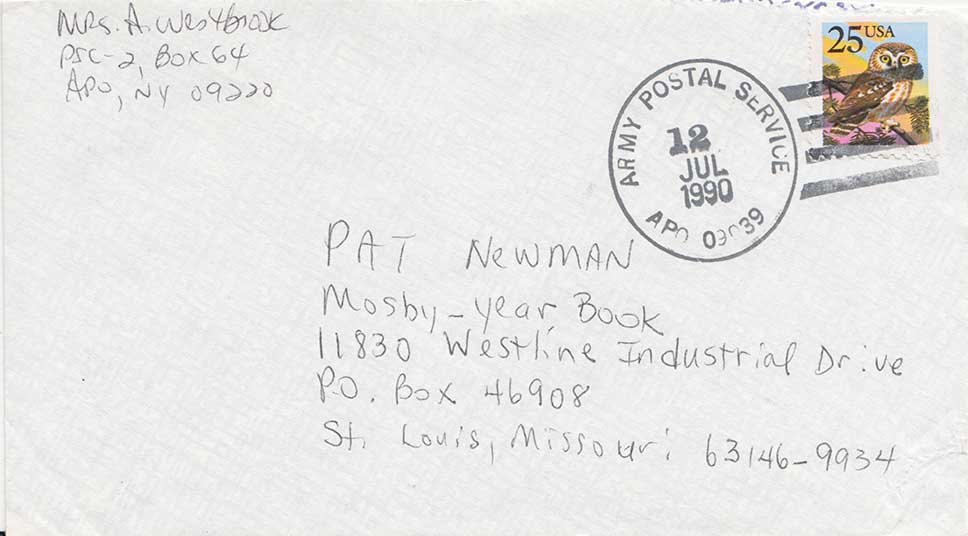 Mrs. A. Westbrook
PSC-2, Box 64
APO, NY 09220
25 USA
ARMY POSTAL SERVICE
12
JUL
1990
APO
PAT NEWMAN
Mosby-Year Book
11830 Westline Industrial Drive
P.O. Box 46908
St. Louis, Missouri 63146-9934